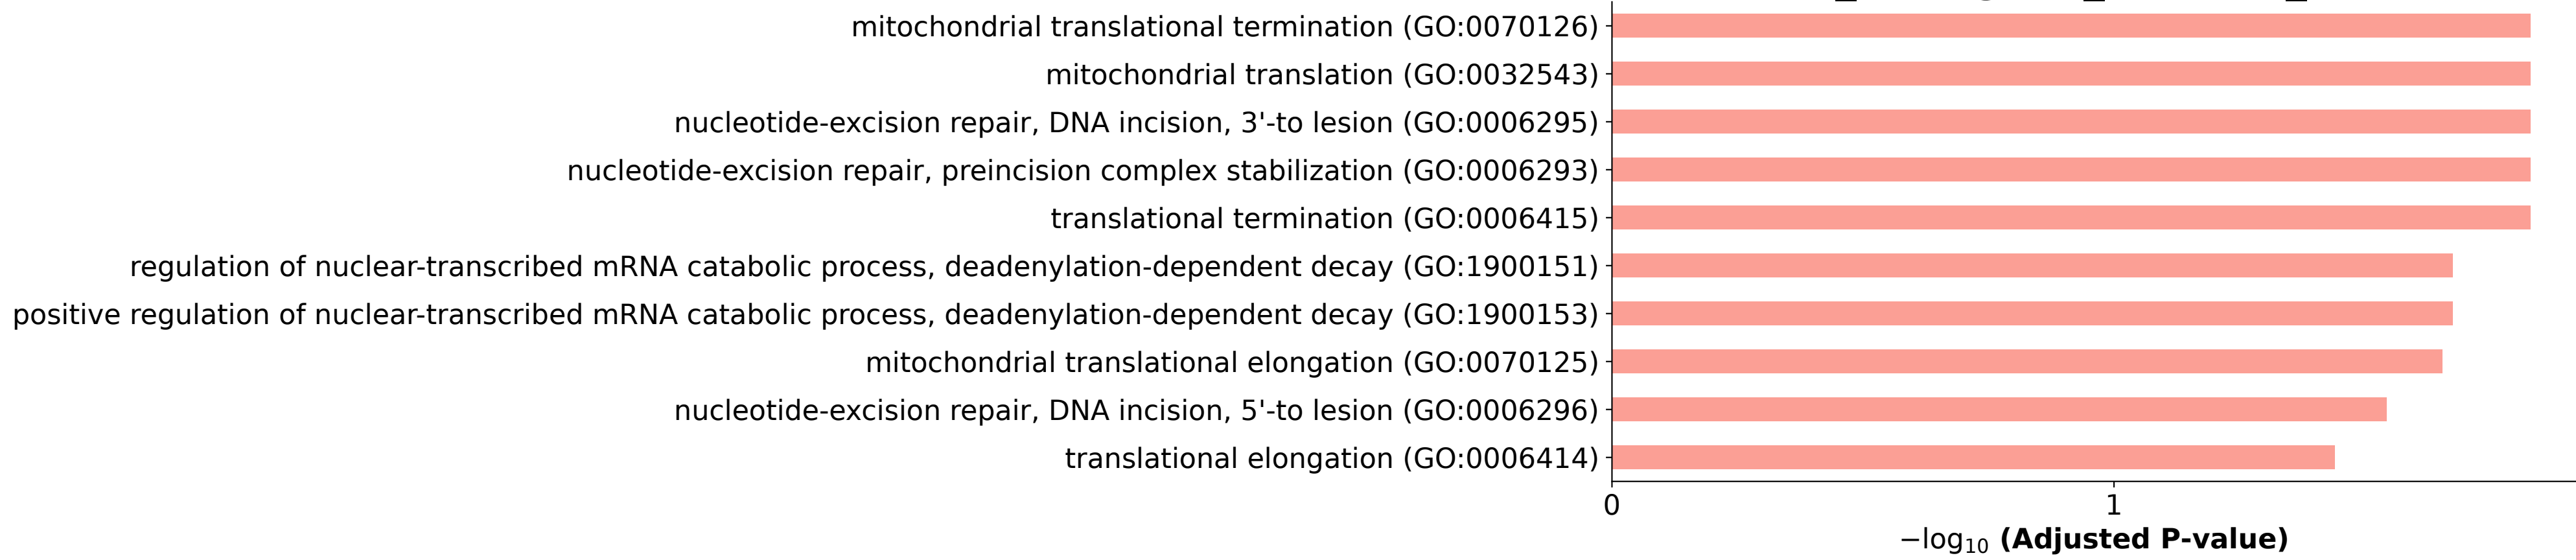 mitochondrial translational termination (GO:0070126)
mitochondrial translation (GO:0032543)
nucleotide-excision repair, DNA incision, 3'-to lesion (GO:0006295)
nucleotide-excision repair, preincision complex stabilization (GO:0006293)
translational termination (GO:0006415)
regulation of nuclear-transcribed mRNA catabolic process, deadenylation-dependent decay (GO:1900151)
positive regulation of nuclear-transcribed mRNA catabolic process, deadenylation-dependent decay (GO:1900153)
mitochondrial translational elongation (GO:0070125)
nucleotide-excision repair, DNA incision, 5'-to lesion (GO:0006296)
translational elongation (GO:0006414)
0 1
−log₁₀ (Adjusted P-value)